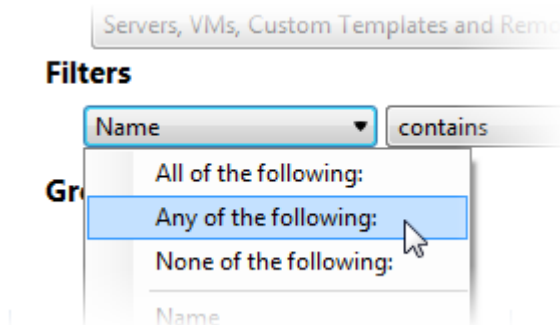 Servers, VMs, Custom Templates and Remo
Filters
Name contains
All of the following:
Gr
Any of the following:
None of the following:
Name